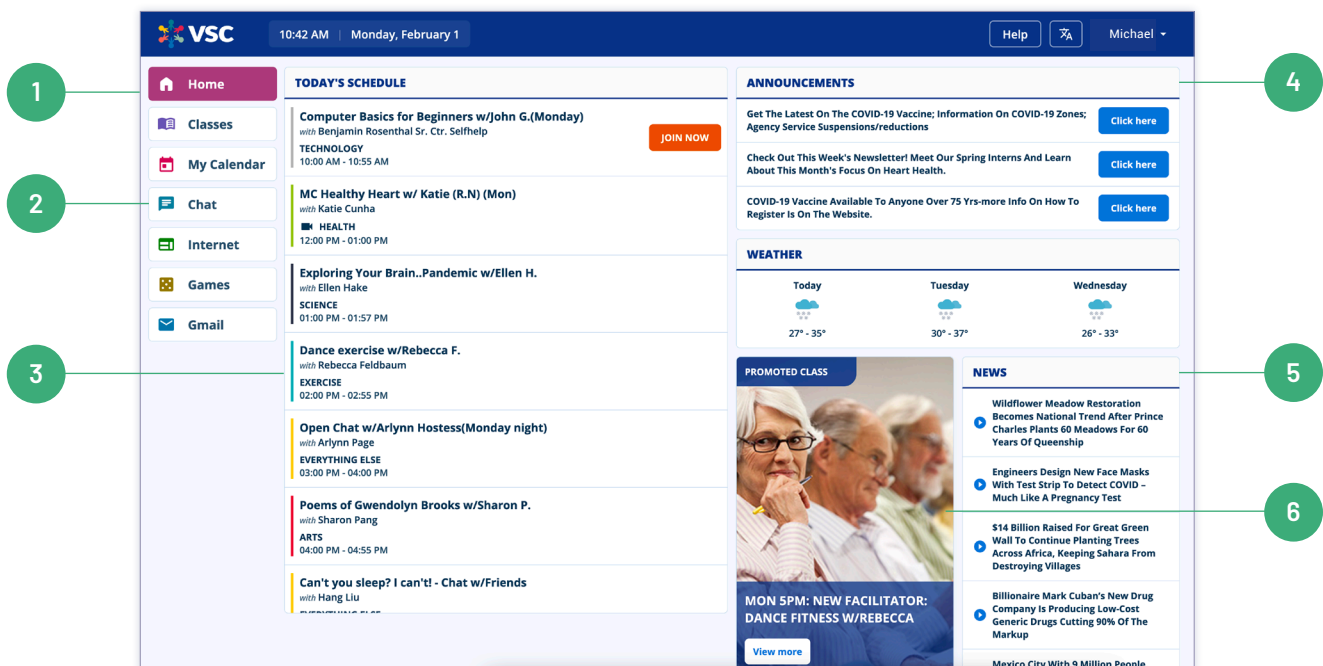 VSC
10:42 AM | Monday, February 1
Help
Michael
1
2
3
4
5
6
Home
Classes
My Calendar
Chat
Internet
Games
Gmail
TODAY'S SCHEDULE
Computer Basics for Beginners w/John G.(Monday)
with Benjamin Rosenthal Sr. Ctr. Selfhelp
TECHNOLOGY
10:00 AM - 10:55 AM
JOIN NOW
MC Healthy Heart w/ Katie (R.N) (Mon)
with Katie Cunha
HEALTH
12:00 PM - 01:00 PM
Exploring Your Brain..Pandemic w/Ellen H.
with Ellen Hake
SCIENCE
01:00 PM - 01:57 PM
Dance exercise w/Rebecca F.
with Rebecca Feldbaum
EXERCISE
02:00 PM - 02:55 PM
Open Chat w/Arlynn Hostess(Monday night)
with Arlynn Page
EVERYTHING ELSE
03:00 PM - 04:00 PM
Poems of Gwendolyn Brooks w/Sharon P.
with Sharon Pang
ARTS
04:00 PM - 04:55 PM
Can't you sleep? I can't! - Chat w/Friends
with Hang Liu
EVERYTHING ELSE
ANNOUNCEMENTS
Get The Latest On The COVID-19 Vaccine; Information On COVID-19 Zones;
Agency Service Suspensions/reductions
Click here
Check Out This Week's Newsletter! Meet Our Spring Interns And Learn
About This Month's Focus On Heart Health.
Click here
COVID-19 Vaccine Available To Anyone Over 75 Yrs-more Info On How To
Register Is On The Website.
Click here
WEATHER
Today
27° - 35°
Tuesday
30° - 37°
Wednesday
26° - 33°
PROMOTED CLASS
MON 5PM: NEW FACILITATOR:
DANCE FITNESS W/REBECCA
View more
NEWS
Wildflower Meadow Restoration
Becomes National Trend After Prince
Charles Plants 60 Meadows For 60
Years Of Queenship
Engineers Design New Face Masks
With Test Strip To Detect COVID –
Much Like A Pregnancy Test
$14 Billion Raised For Great Green
Wall To Continue Planting Trees
Across Africa, Keeping Sahara From
Destroying Villages
Billionaire Mark Cuban's New Drug
Company Is Producing Low-Cost
Generic Drugs Cutting 90% Of The
Markup
Mexico City With 9 Million People